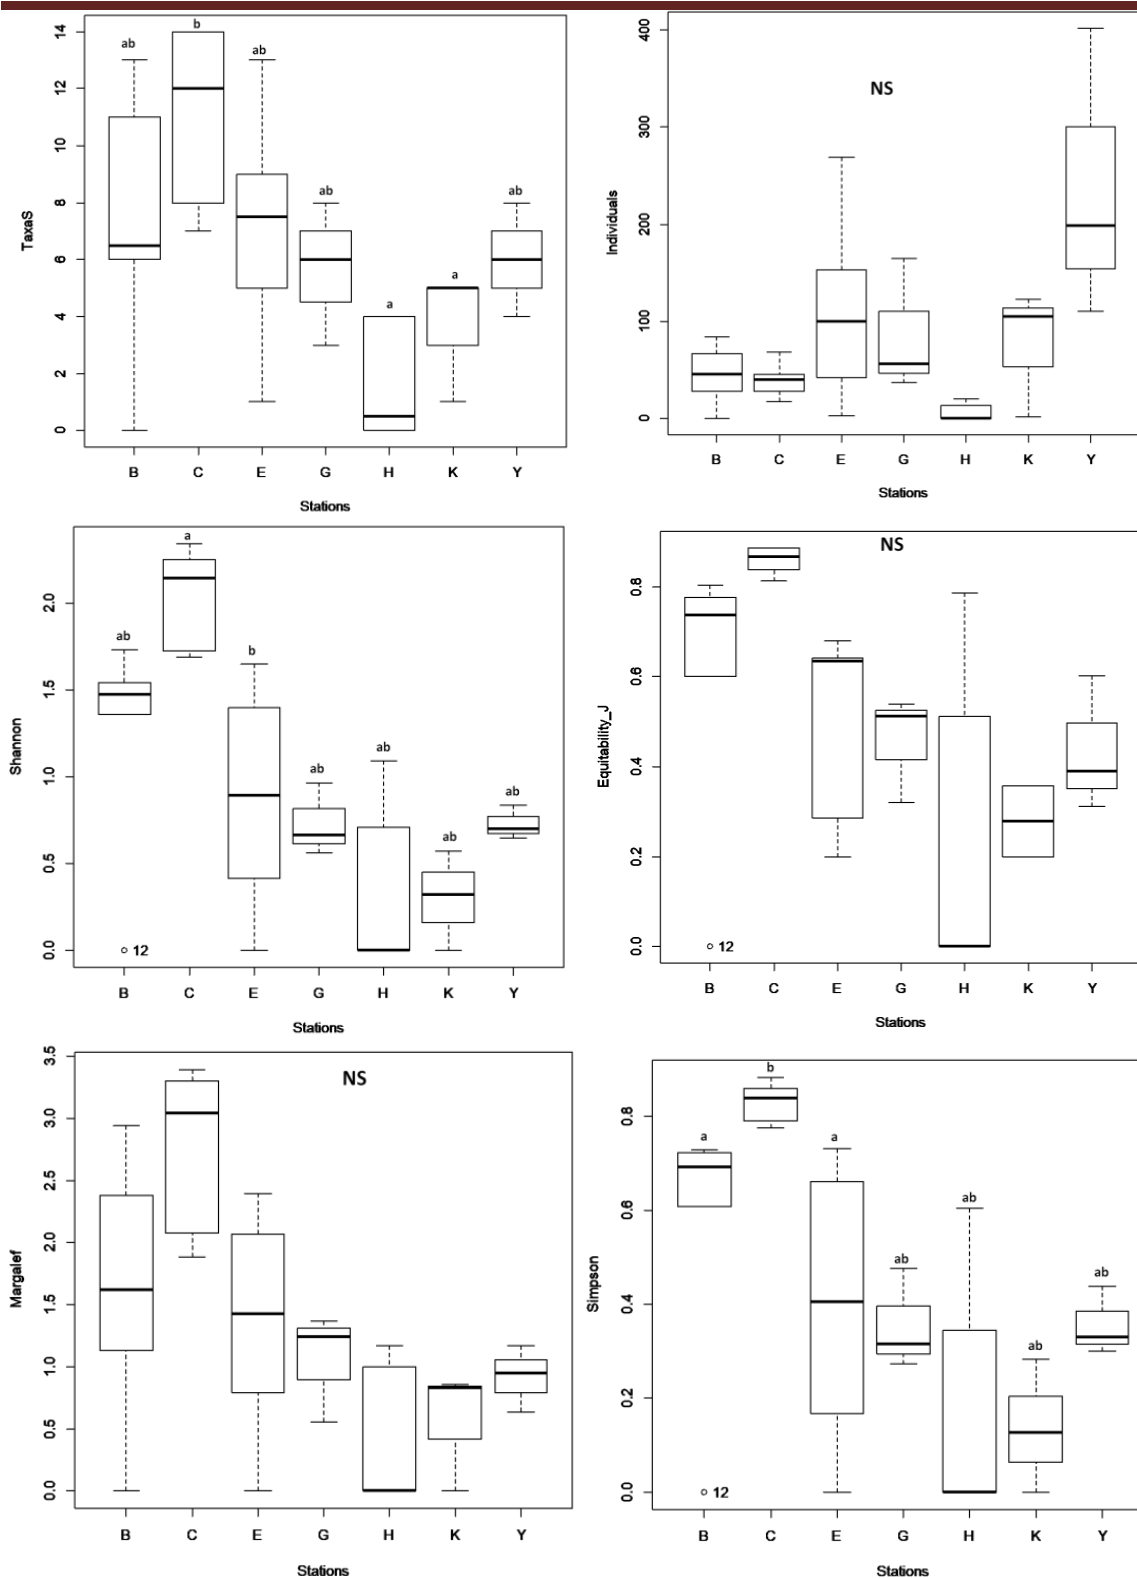 TaxaS
0 2 4 6 8 10 12 14
ab b ab ab a a ab
B C E G H K Y
Stations
Individuals
0 100 200 300 400
NS
B C E G H K Y
Stations
Shannon
0.0 0.5 1.0 1.5 2.0
ab a b ab ab ab ab
12
B C E G H K Y
Stations
Equitability_J
0.0 0.2 0.4 0.6 0.8
NS
12
B C E G H K Y
Stations
Margalef
0.0 0.5 1.0 1.5 2.0 2.5 3.0 3.5
NS
B C E G H K Y
Stations
Simpson
0.0 0.2 0.4 0.6 0.8
a b a ab ab ab ab
12
B C E G H K Y
Stations